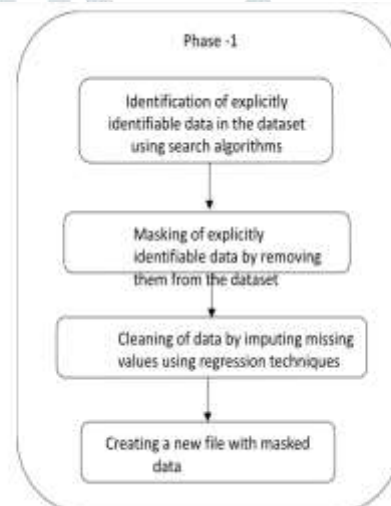 Phase -1
Identification of explicitly
identifiable data in the dataset
using search algorithms
Masking of explicitly
identifiable data by removing
them from the dataset
Cleaning of data by imputing missing
values using regression techniques
Creating a new file with masked
data